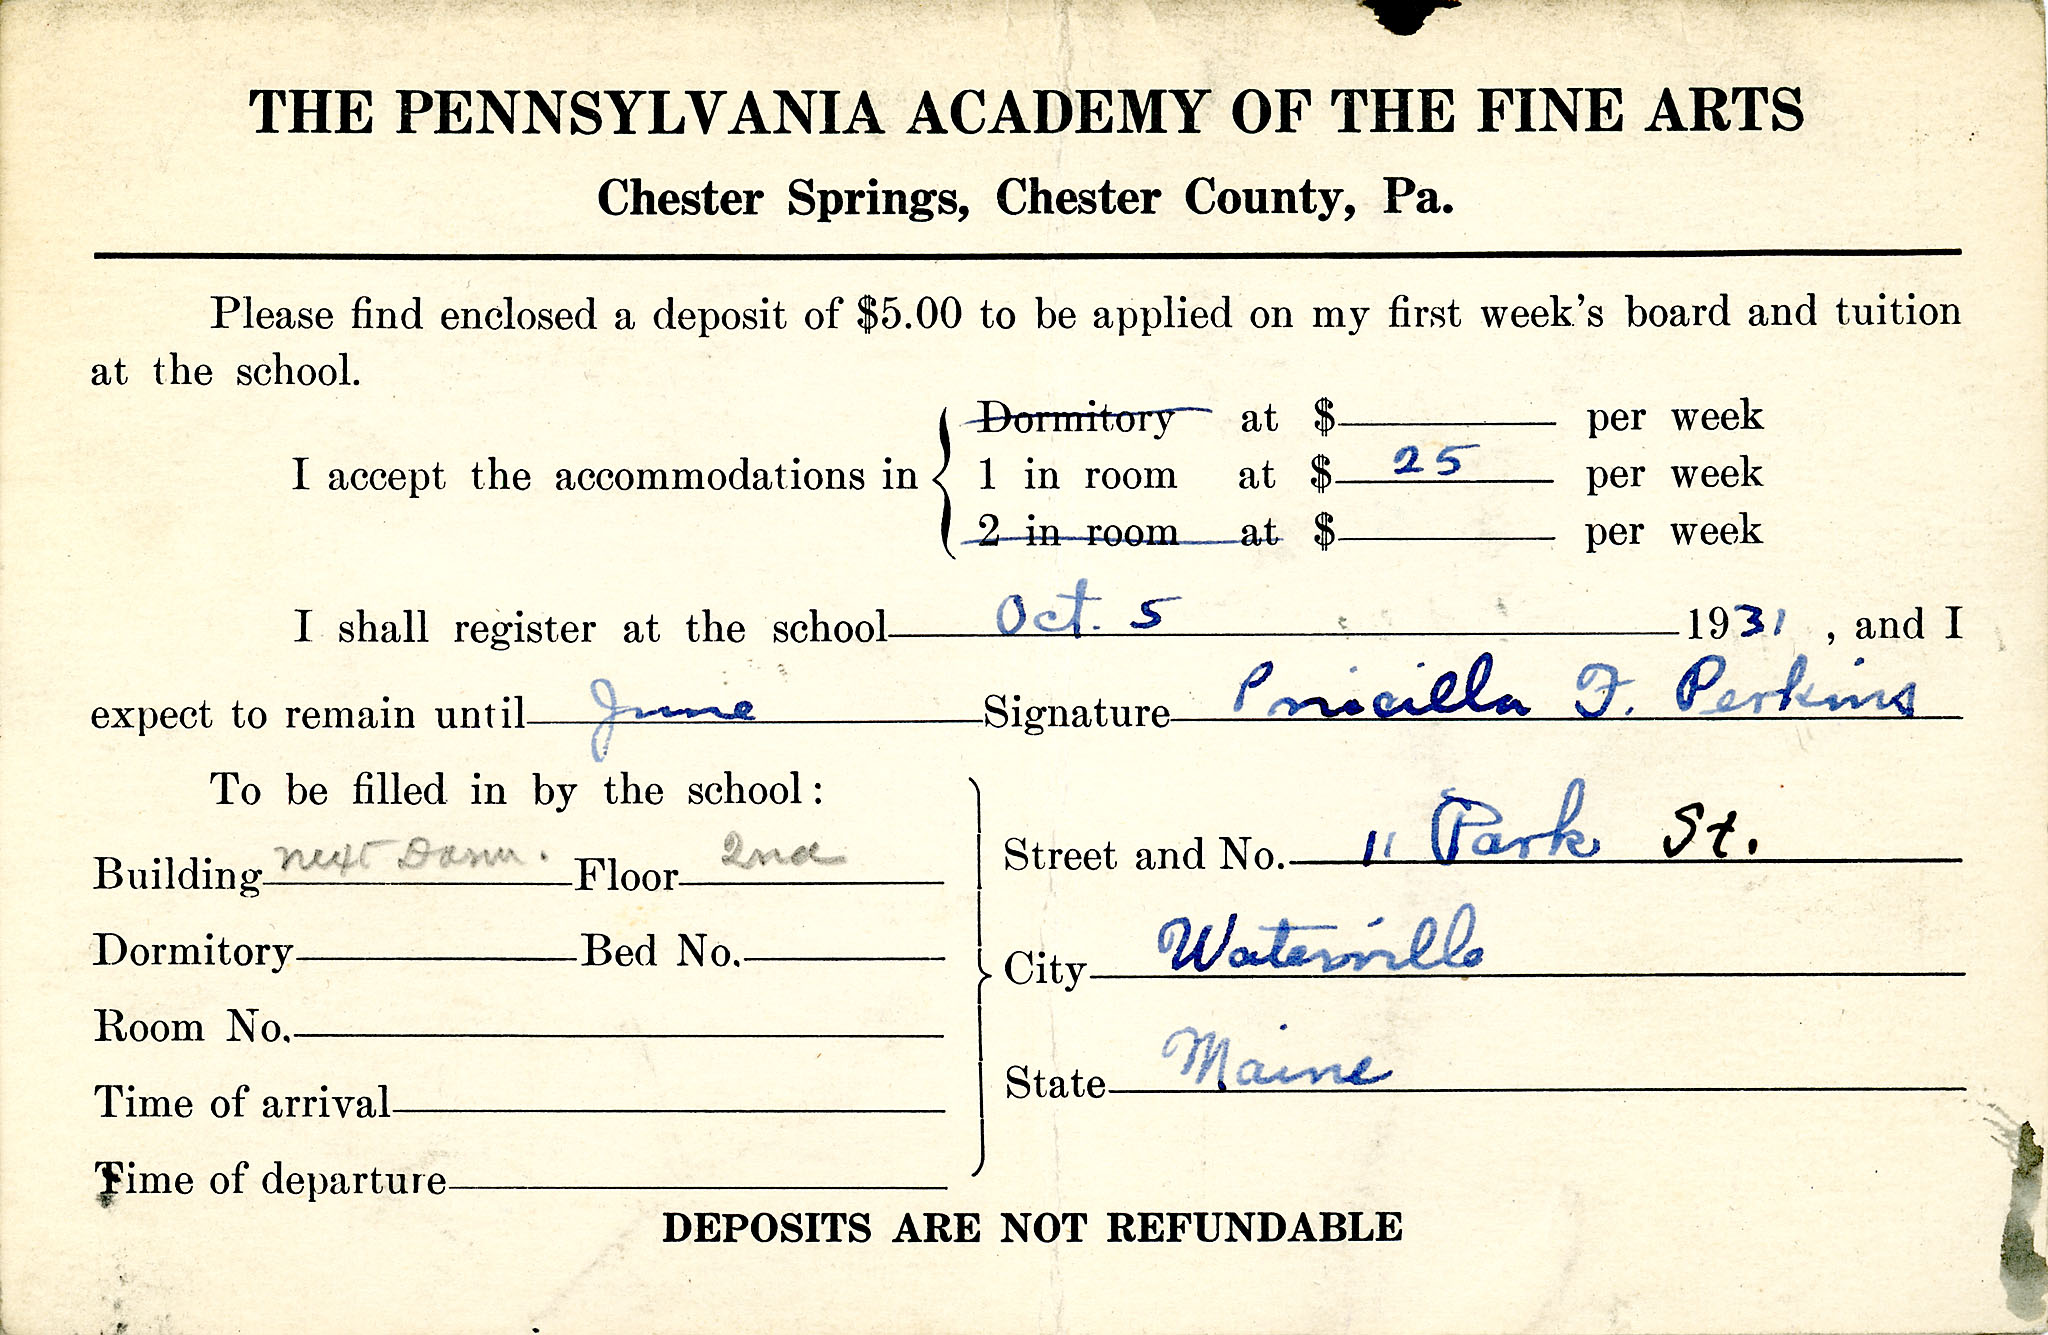 THE PENNSYLVANIA ACADEMY OF THE FINE ARTS
Chester Springs, Chester County, Pa.
Please find enclosed a deposit of $5.00 to be applied on my first week's board and tuition
at the school.
Dormitory at $ per week
I accept the accommodations in 1 in room at $ 25 per week
2 in room at $ per week
I shall register at the school Oct. 5 1931, and I
expect to remain until June Signature Priscilla F. Perkins
To be filled in by the school:
Street and No. 11 Park St.
Building next Dorm. Floor 2nd
Dormitory Bed No.
City Waterville
Room No.
State Maine
Time of arrival
Time of departure
DEPOSITS ARE NOT REFUNDABLE